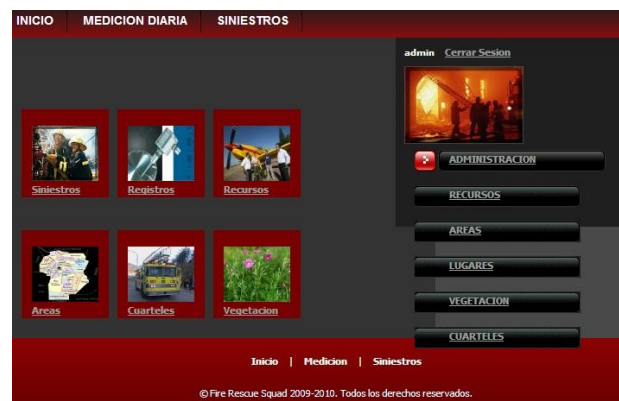 INICIO MEDICION DIARIA SINIESTROS
admin Cerrar Sesion
ADMINISTRACION
RECURSOS
AREAS
LUGARES
VEGETACION
CUARTELES
Siniestros Registros Recursos
Areas Cuarteles Vegetacion
Inicio | Medicion | Siniestros
© Fire Rescue Squad 2009-2010. Todos los derechos reservados.